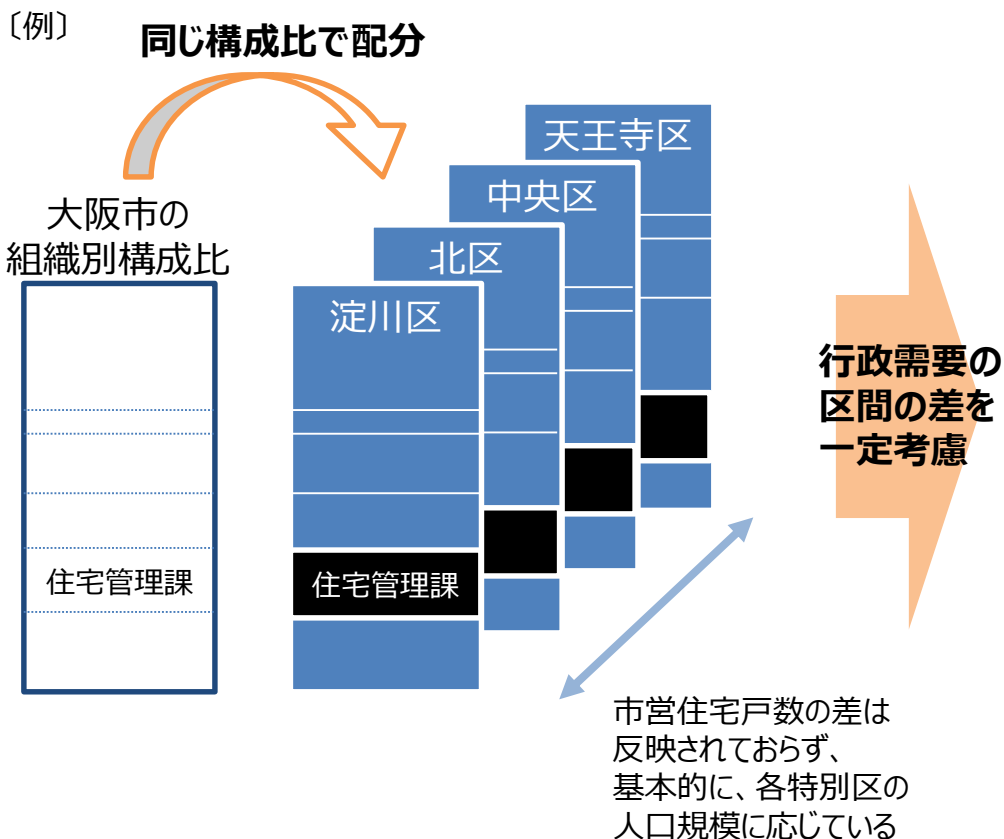 〔例〕
同じ構成比で配分
大阪市の
組織別構成比
住宅管理課
淀川区
北区
中央区
天王寺区
住宅管理課
行政需要の
区間の差を
一定考慮
市営住宅戸数の差は
反映されておらず、
基本的に、各特別区の
人口規模に応じている